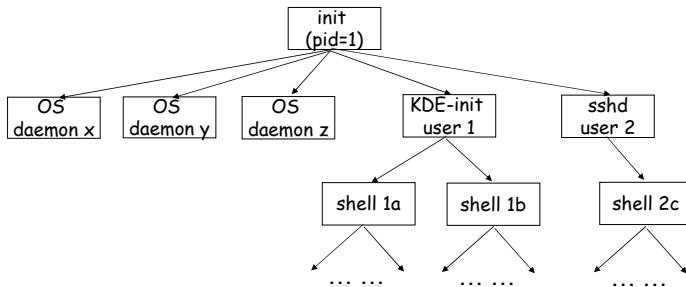 init
(pid=1)
OS
daemon x
OS
daemon y
OS
daemon z
KDE-init
user 1
sshd
user 2
shell 1a
shell 1b
shell 2c
... ...
... ...
... ...